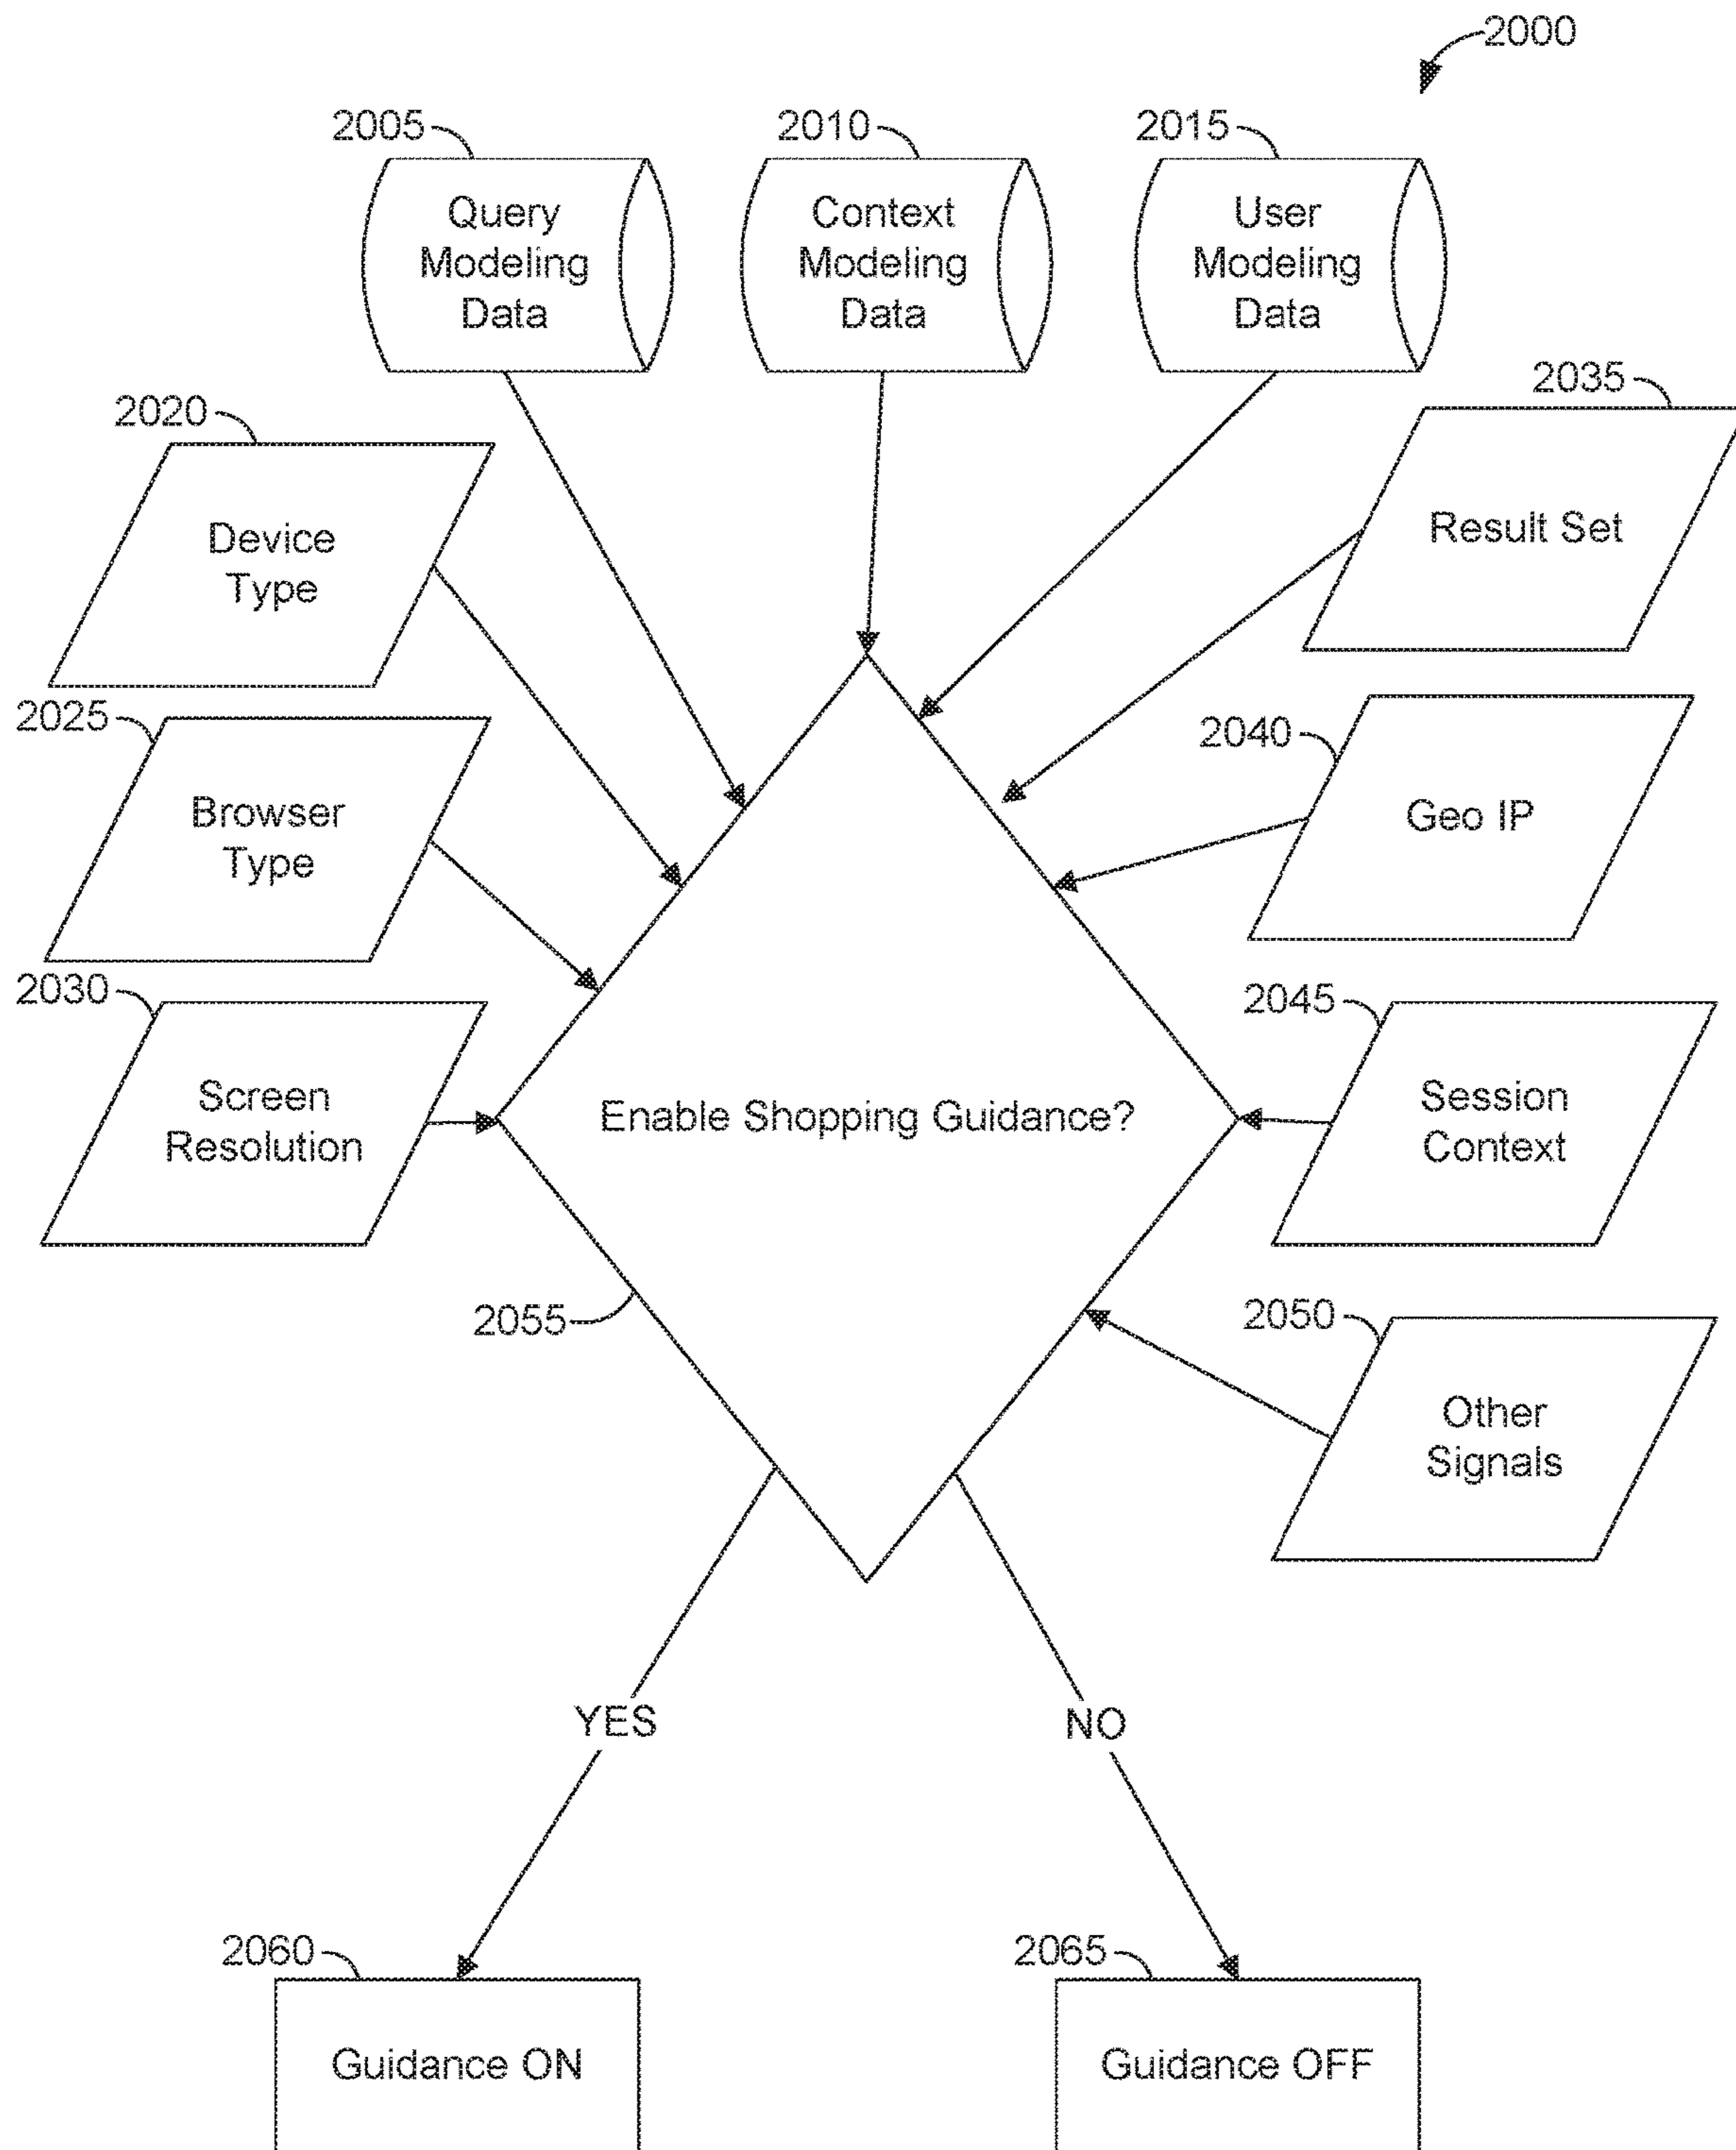 2000
2005
2010
2015
Query
Modeling
Data
Context
Modeling
Data
User
Modeling
Data
2020
2035
Device
Type
Result Set
2025
2040
Browser
Type
Geo IP
2030
2045
Screen
Resolution
Enable Shopping Guidance?
Session
Context
2055
2050
Other
Signals
YES
NO
2060
2065
Guidance ON
Guidance OFF